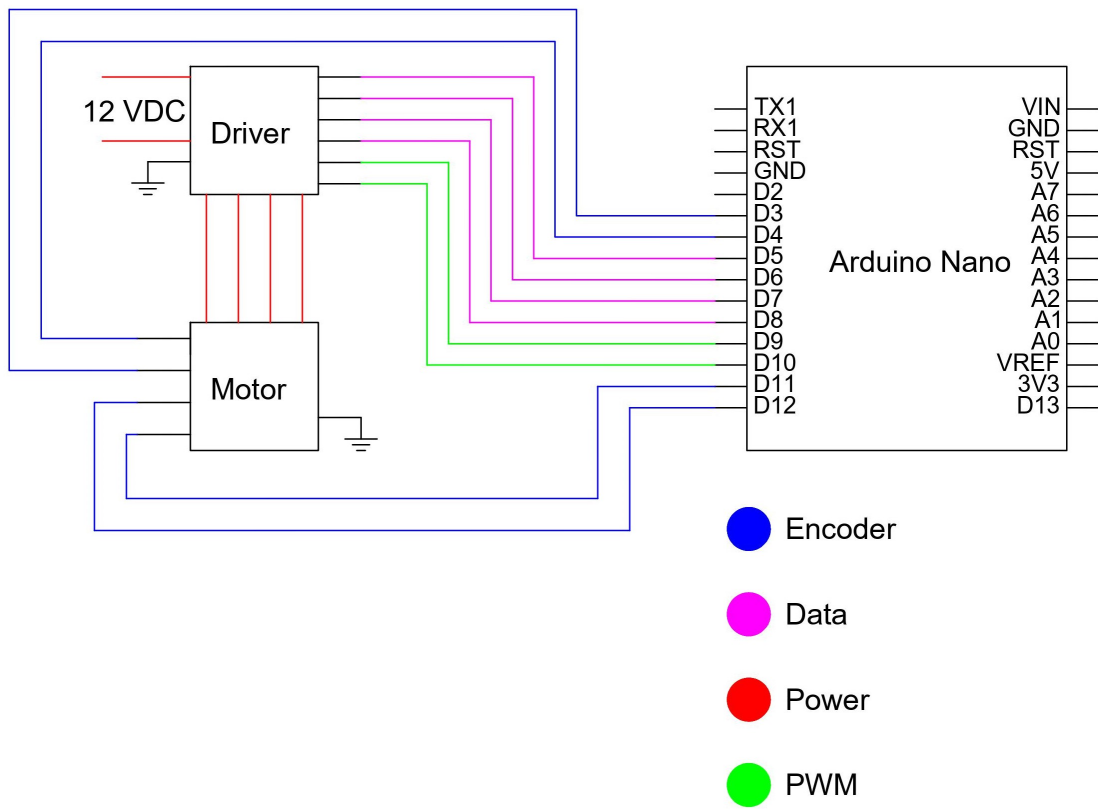 12 VDC
Driver
Motor
Arduino Nano
TX1
RX1
RST
GND
D2
D3
D4
D5
D6
D7
D8
D9
D10
D11
D12
VIN
GND
RST
5V
A7
A6
A5
A4
A3
A2
A1
A0
VREF
3V3
D13
Encoder
Data
Power
PWM